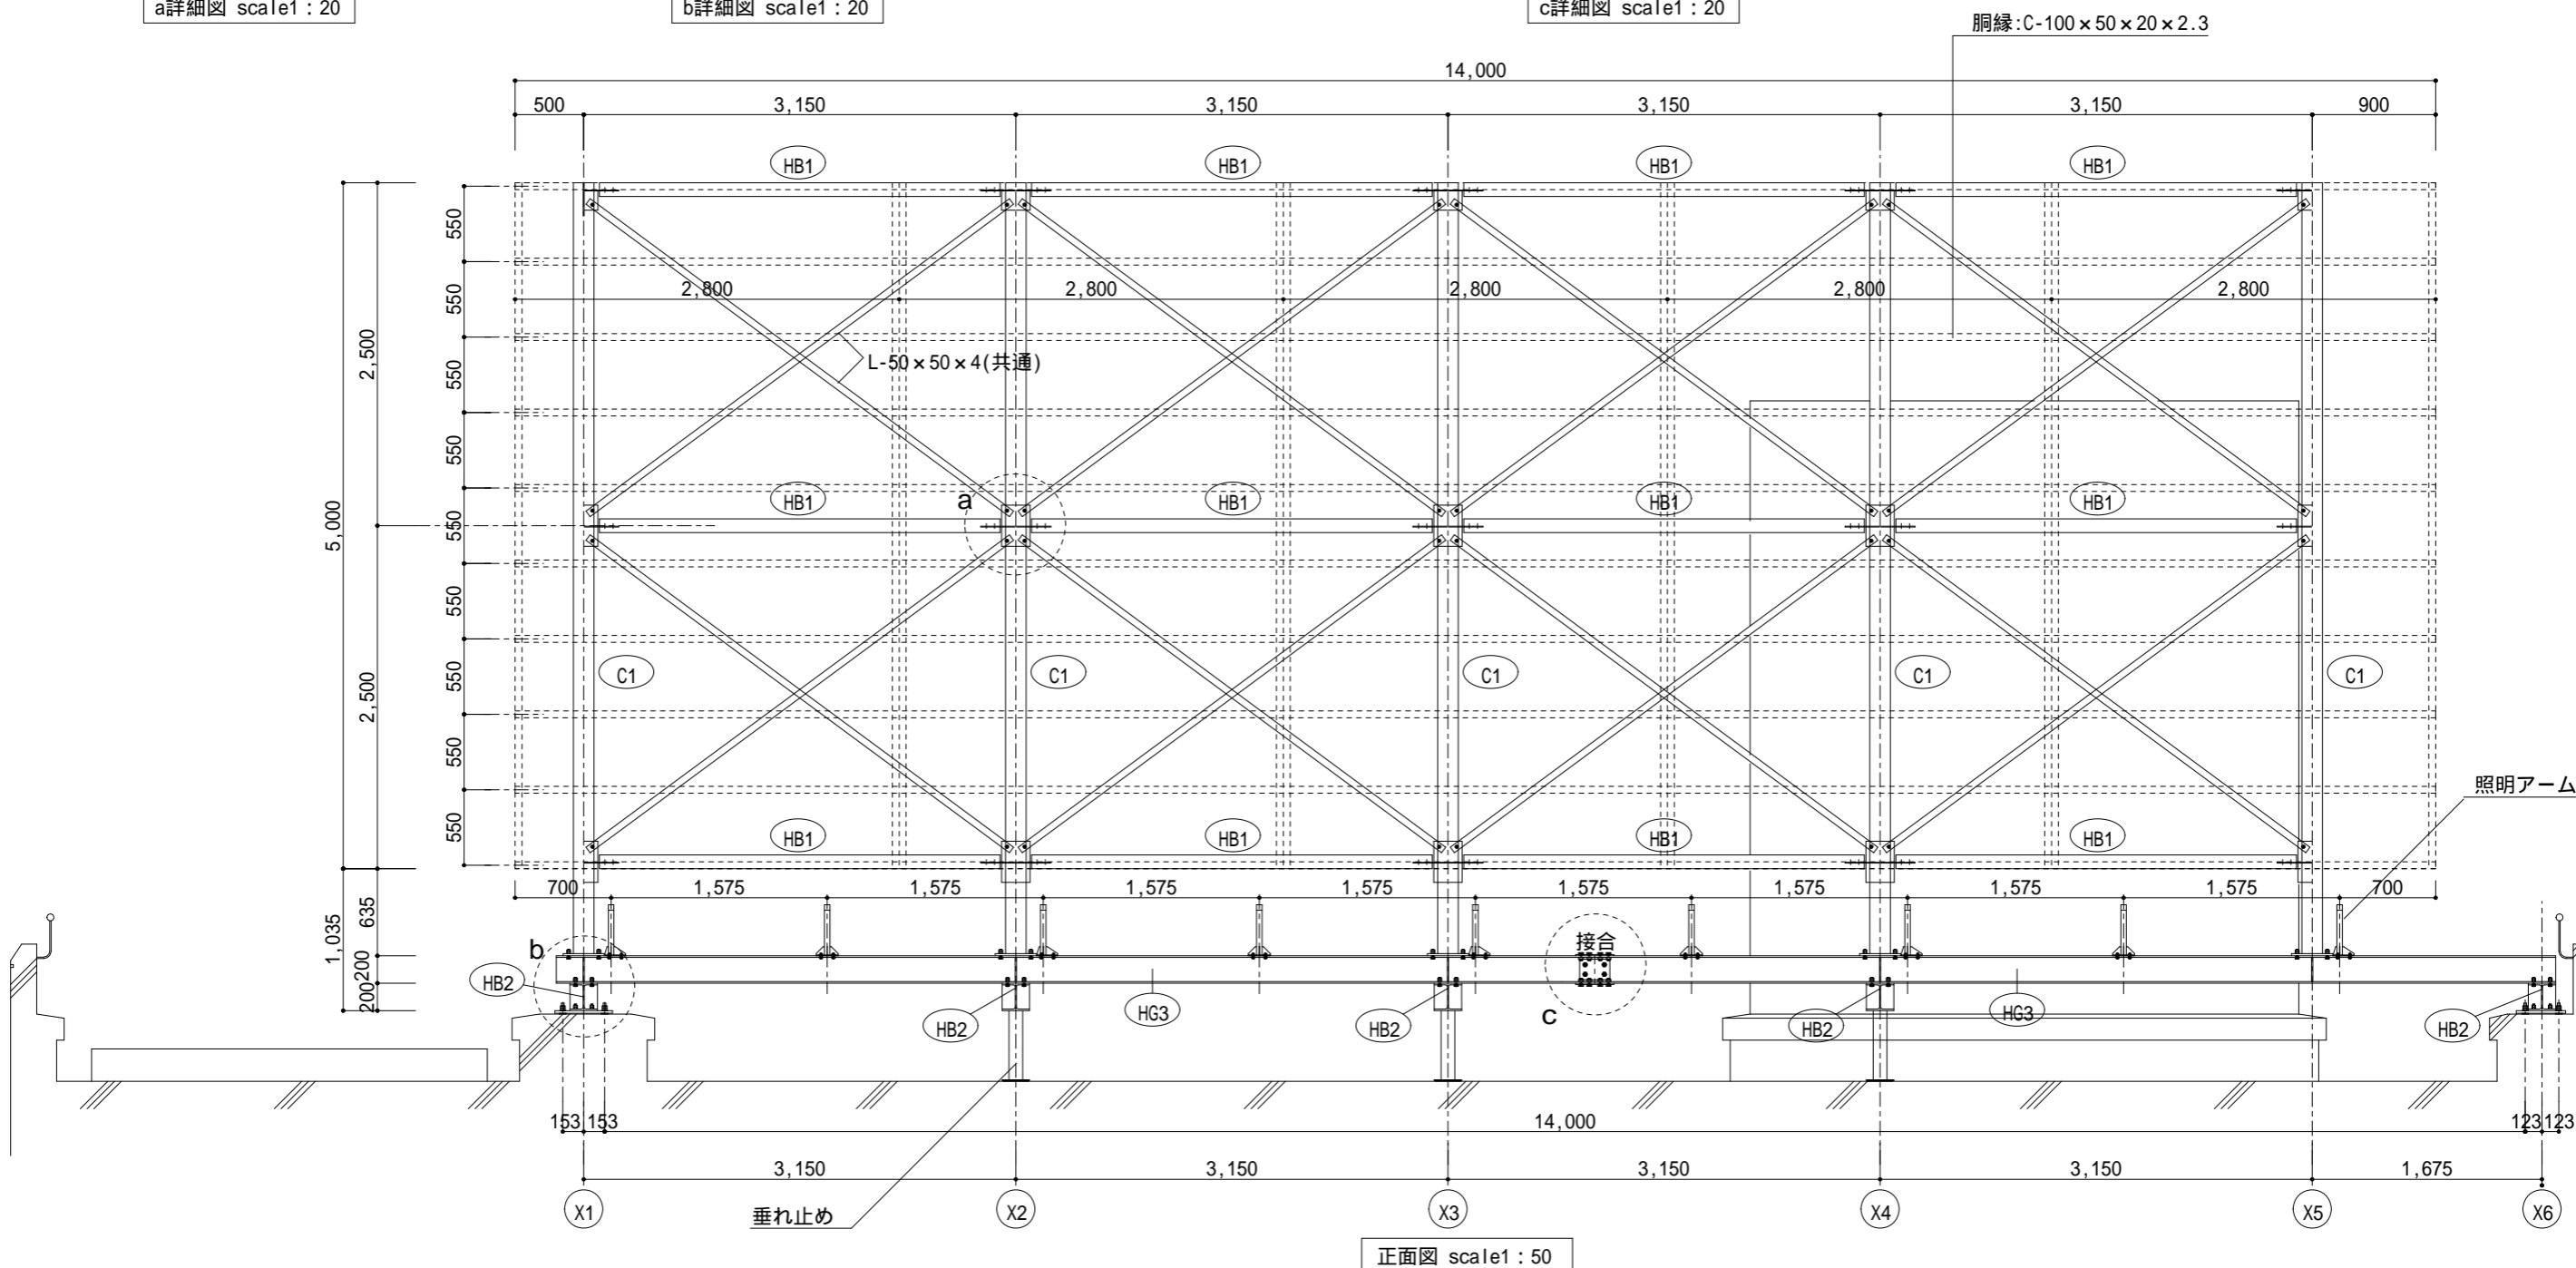 a詳細図 scale1：20
b詳細図 scale1：20
c詳細図 scale1：20
胴縁:C-100×50×20×2.3
14,000
500
3,150
3,150
3,150
3,150
900
HB1
HB1
HB1
HB1
550
550
550
550
550
550
550
550
550
2,500
2,500
5,000
2,800
2,800
2,800
2,800
2,800
L-50×50×4(共通)
a
HB1
HB1
HB1
HB1
C1
C1
C1
C1
C1
照明アーム
HB1
HB1
HB1
HB1
700
1,575
1,575
1,575
1,575
1,575
1,575
1,575
1,575
700
1,035
635
200
200
b
接合
c
HB2
HB2
HG3
HB2
HB2
HG3
HB2
153
153
14,000
123
123
3,150
3,150
3,150
3,150
1,675
垂れ止め
X1
X2
X3
X4
X5
X6
正面図 scale1：50